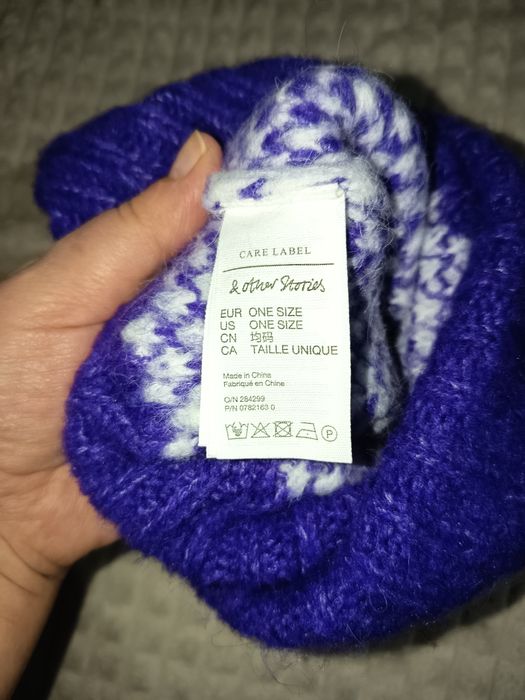 CARE LABEL
& other Stories
EUR ONE SIZE
US ONE SIZE
CN 均码
CA TAILLE UNIQUE
Made in China
Fabriqué en Chine
O/N 284299
P/N 0782163 0
P